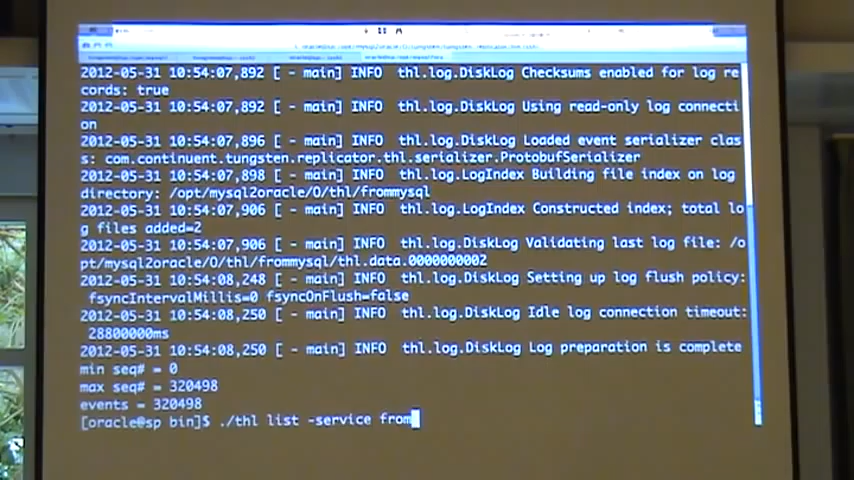 2012-05-31 10:54:07,892 [ - main] INFO  thl.log.DiskLog Checksums enabled for log re
cords: true
2012-05-31 10:54:07,892 [ - main] INFO  thl.log.DiskLog Using read-only log connecti
on
2012-05-31 10:54:07,896 [ - main] INFO  thl.log.DiskLog Loaded event serializer clas
s: com.continuent.tungsten.replicator.thl.serializer.ProtobufSerializer
2012-05-31 10:54:07,898 [ - main] INFO  thl.log.LogIndex Building file index on log
directory: /opt/mysql2oracle/O/thl/frommysql
2012-05-31 10:54:07,906 [ - main] INFO  thl.log.LogIndex Constructed index; total lo
g files added=2
2012-05-31 10:54:07,906 [ - main] INFO  thl.log.DiskLog Validating last log file: /o
pt/mysql2oracle/O/thl/frommysql/thl.data.0000000002
2012-05-31 10:54:08,248 [ - main] INFO  thl.log.DiskLog Setting up log flush policy:
 fsyncIntervalMillis=0 fsyncOnFlush=false
2012-05-31 10:54:08,250 [ - main] INFO  thl.log.DiskLog Idle log connection timeout:
 28800000ms
2012-05-31 10:54:08,250 [ - main] INFO  thl.log.DiskLog Log preparation is complete
min seq# = 0
max seq# = 320498
events = 320498
[oracle@sp bin]$ ./thl list -service from